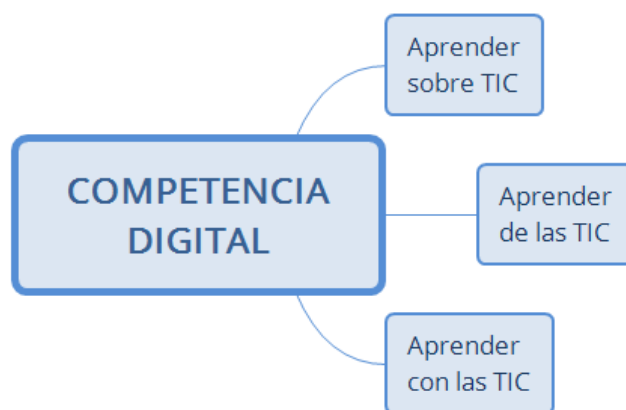 Aprender
sobre TIC
COMPETENCIA
DIGITAL
Aprender
de las TIC
Aprender
con las TIC